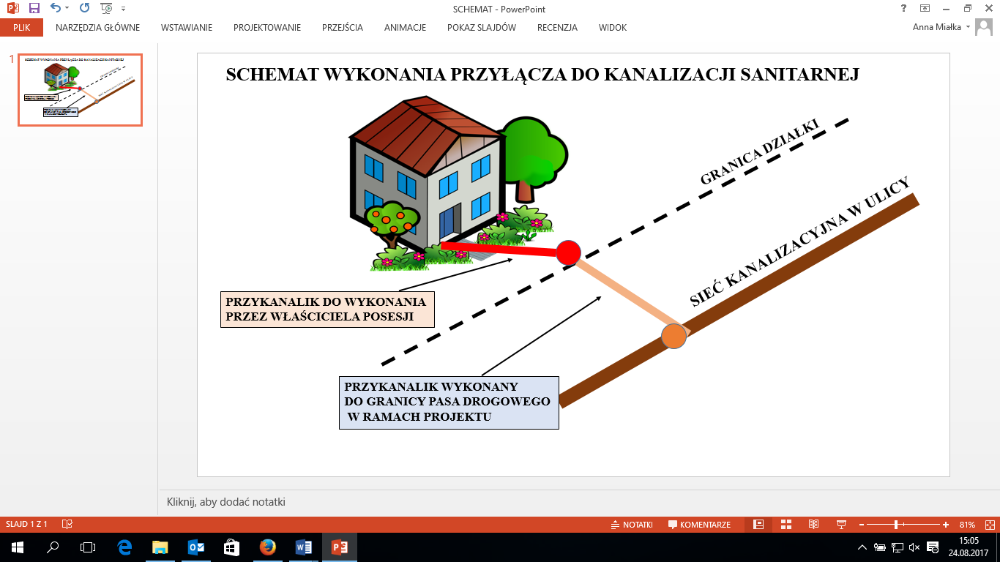 SCHEMAT - PowerPoint
PLIK NARZĘDZIA GŁÓWNE WSTAWIANIE PROJEKTOWANIE PRZEJŚCIA ANIMACJE POKAZ SLAJDÓW RECENZJA WIDOK
Anna Miałka
1
SCHEMAT WYKONANIA PRZYŁĄCZA DO KANALIZACJI SANITARNEJ
GRANICA DZIAŁKI
SIEĆ KANALIZACYJNA W ULICY
PRZYKANALIK DO WYKONANIA
PRZEZ WŁAŚCICIELA POSESJI
PRZYKANALIK WYKONANY
DO GRANICY PASA DROGOWEGO
W RAMACH PROJEKTU
Kliknij, aby dodać notatki
SLAJD 1 Z 1
NOTATKI KOMENTARZE
81%
15:05
24.08.2017